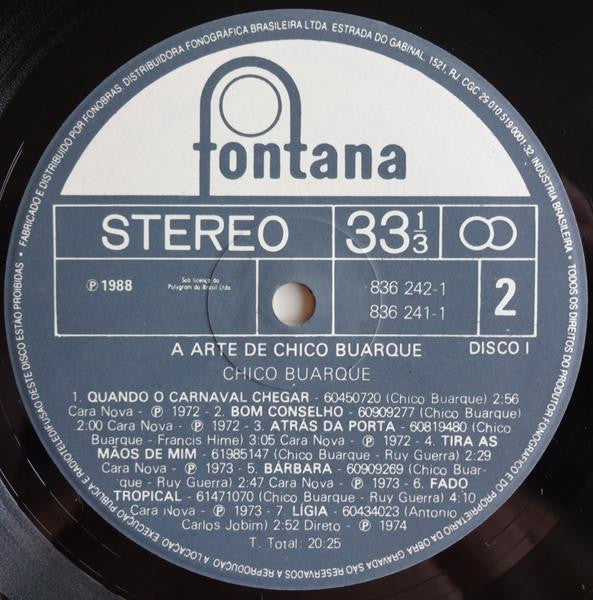 FABRICADO E DISTRIBUIDO POR FONOBRAS, DISTRIBUIDORA FONOGRÁFICA BRASILEIRA LTDA. ESTRADA DO GABINAL, 1521, RJ, CGC 29 010 519 0001-32, INDÚSTRIA BRASILEIRA •
TODOS OS DIREITOS DO PRODUTOR FONOGRÁFICO E DO PROPRIETÁRIO DA OBRA GRAVADA SÃO RESERVADOS A REPRODUÇÃO, A LOCAÇÃO, EXECUÇÃO PÚBLICA E RADIOTELEDIFUSÃO DESTE DISCO ESTÃO PROIBIDAS •
fontana
STEREO 33 1/3
℗ 1988 Sob licença da 836 242-1 2
Polygram do Brasil Ltda. 836 241-1
A ARTE DE CHICO BUARQUE DISCO I
CHICO BUARQUE
1. QUANDO O CARNAVAL CHEGAR - 60450720 (Chico Buarque) 2:56
Cara Nova - ℗ 1972 - 2. BOM CONSELHO - 60909277 (Chico Buarque)
2:00 Cara Nova - ℗ 1972 - 3. ATRÁS DA PORTA - 60819480 (Chico
Buarque - Francis Hime) 3:05 Cara Nova - ℗ 1972 - 4. TIRA AS
MÃOS DE MIM - 61985147 (Chico Buarque - Ruy Guerra) 2:29
Cara Nova - ℗ 1973 - 5. BÁRBARA - 60909269 (Chico Buar-
que - Ruy Guerra) 2:47 Cara Nova - ℗ 1973 - 6. FADO
TROPICAL - 61471070 (Chico Buarque - Ruy Guerra) 4:10
Cara Nova - ℗ 1973 - 7. LÍGIA - 60434023 (Antonio
Carlos Jobim) 2:52 Direto - ℗ 1974
T. Total: 20:25